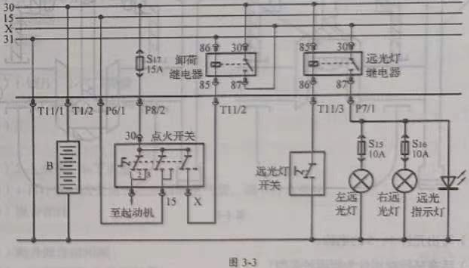 30
15
X
31
S17
15A
86 30
卸荷
继电器
85 87
85 30
远光灯
继电器
86 87
T11/1 T1/2 P6/1 P8/2 T11/2 T11/3 P7/1
30 点火开关
B
至起动机
15 X
远光灯
开关
S15
10A
S16
10A
左远
光灯
右远
光灯
远光
指示灯
图 3-3